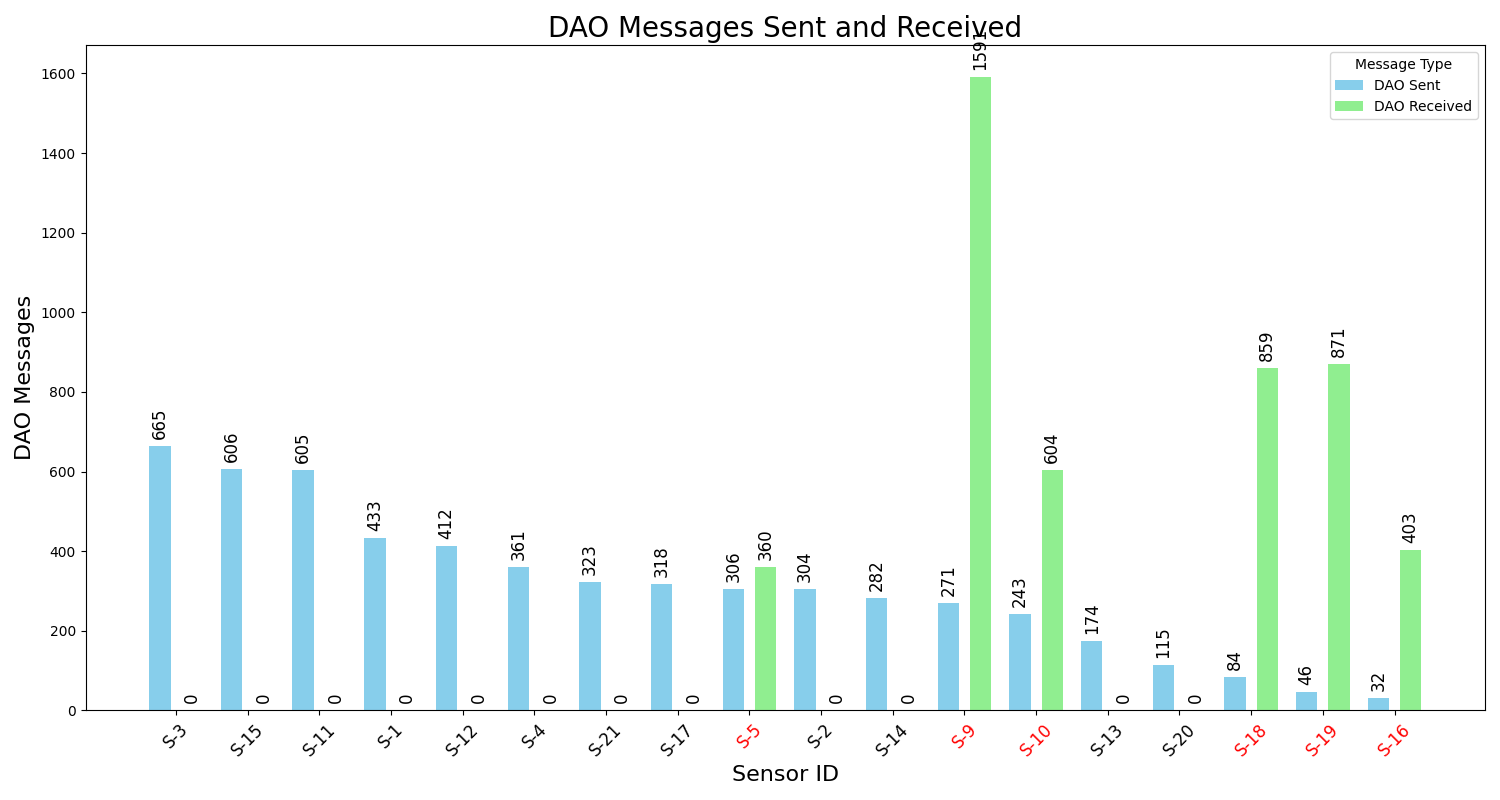 DAO Messages Sent and Received
Message Type
DAO Sent
DAO Received
DAO Messages
1600
1400
1200
1000
800
600
400
200
0
665
0
606
0
605
0
433
0
412
0
361
0
323
0
318
0
306
360
304
0
282
0
271
1591
243
604
174
0
115
0
84
859
46
871
32
403
S-3
S-15
S-11
S-1
S-12
S-4
S-21
S-17
S-5
S-2
S-14
S-9
S-10
S-13
S-20
S-18
S-19
S-16
Sensor ID